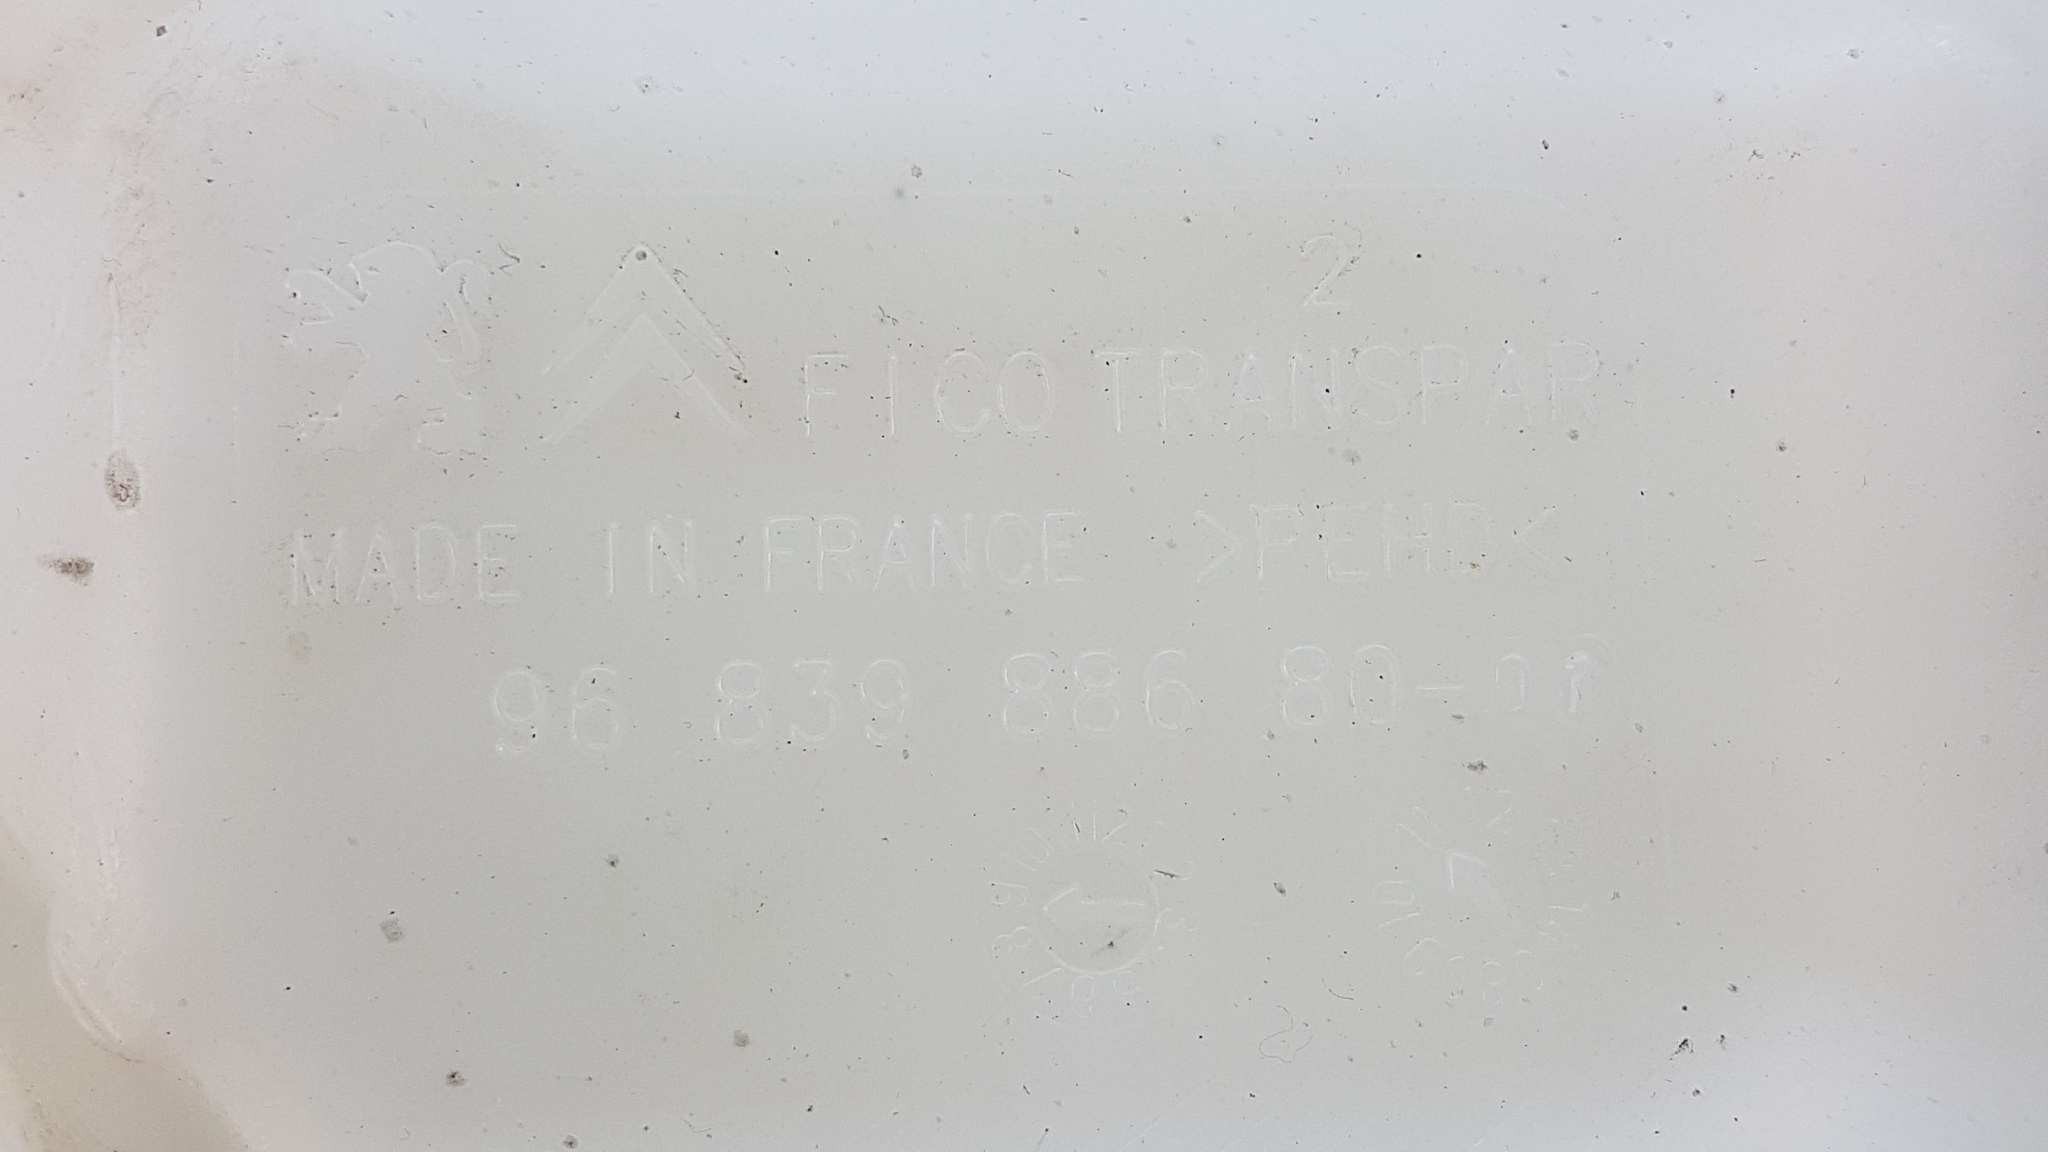 2
FICO TRANSPAR
MADE IN FRANCE >PEHD<
96 839 886 80-